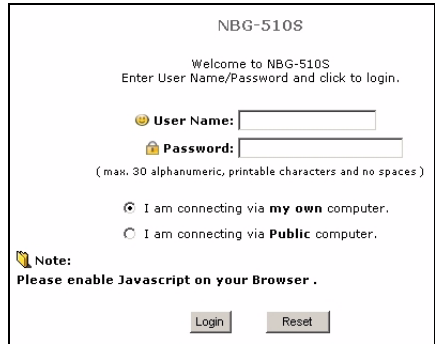 NBG-510S
Welcome to NBG-510S
Enter User Name/Password and click to login.
User Name:
Password:
( max. 30 alphanumeric, printable characters and no spaces )
I am connecting via my own computer.
I am connecting via Public computer.
Note:
Please enable Javascript on your Browser .
Login Reset